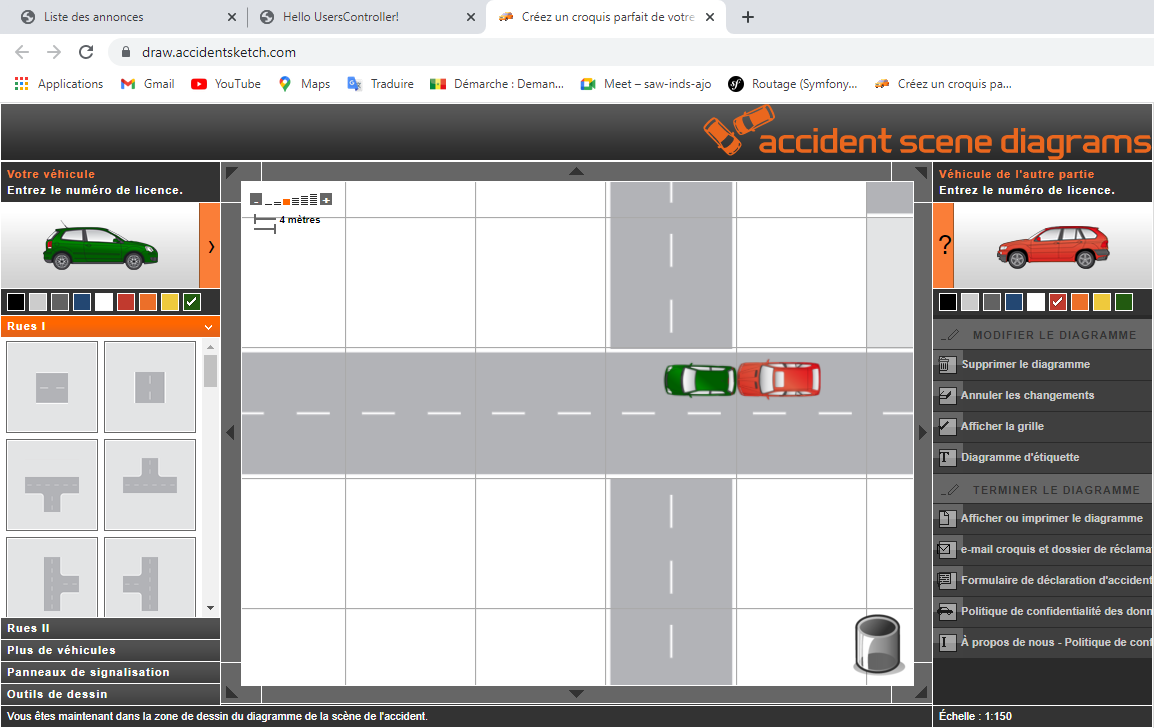 Liste des annonces
Hello UsersController!
Créez un croquis parfait de votre
draw.accidentsketch.com
Applications
Gmail
YouTube
Maps
Traduire
Démarche : Deman...
Meet – saw-inds-ajo
Routage (Symfony...
Créez un croquis pa...
accident scene diagrams
Votre véhicule
Entrez le numéro de licence.
4 mètres
Véhicule de l'autre partie
Entrez le numéro de licence.
?
Rues I
MODIFIER LE DIAGRAMME
Supprimer le diagramme
Annuler les changements
Afficher la grille
Diagramme d'étiquette
TERMINER LE DIAGRAMME
Afficher ou imprimer le diagramme
e-mail croquis et dossier de réclama
Formulaire de déclaration d'accident
Politique de confidentialité des donn
À propos de nous - Politique de conf
Rues II
Plus de véhicules
Panneaux de signalisation
Outils de dessin
Vous êtes maintenant dans la zone de dessin du diagramme de la scène de l'accident.
Échelle : 1:150